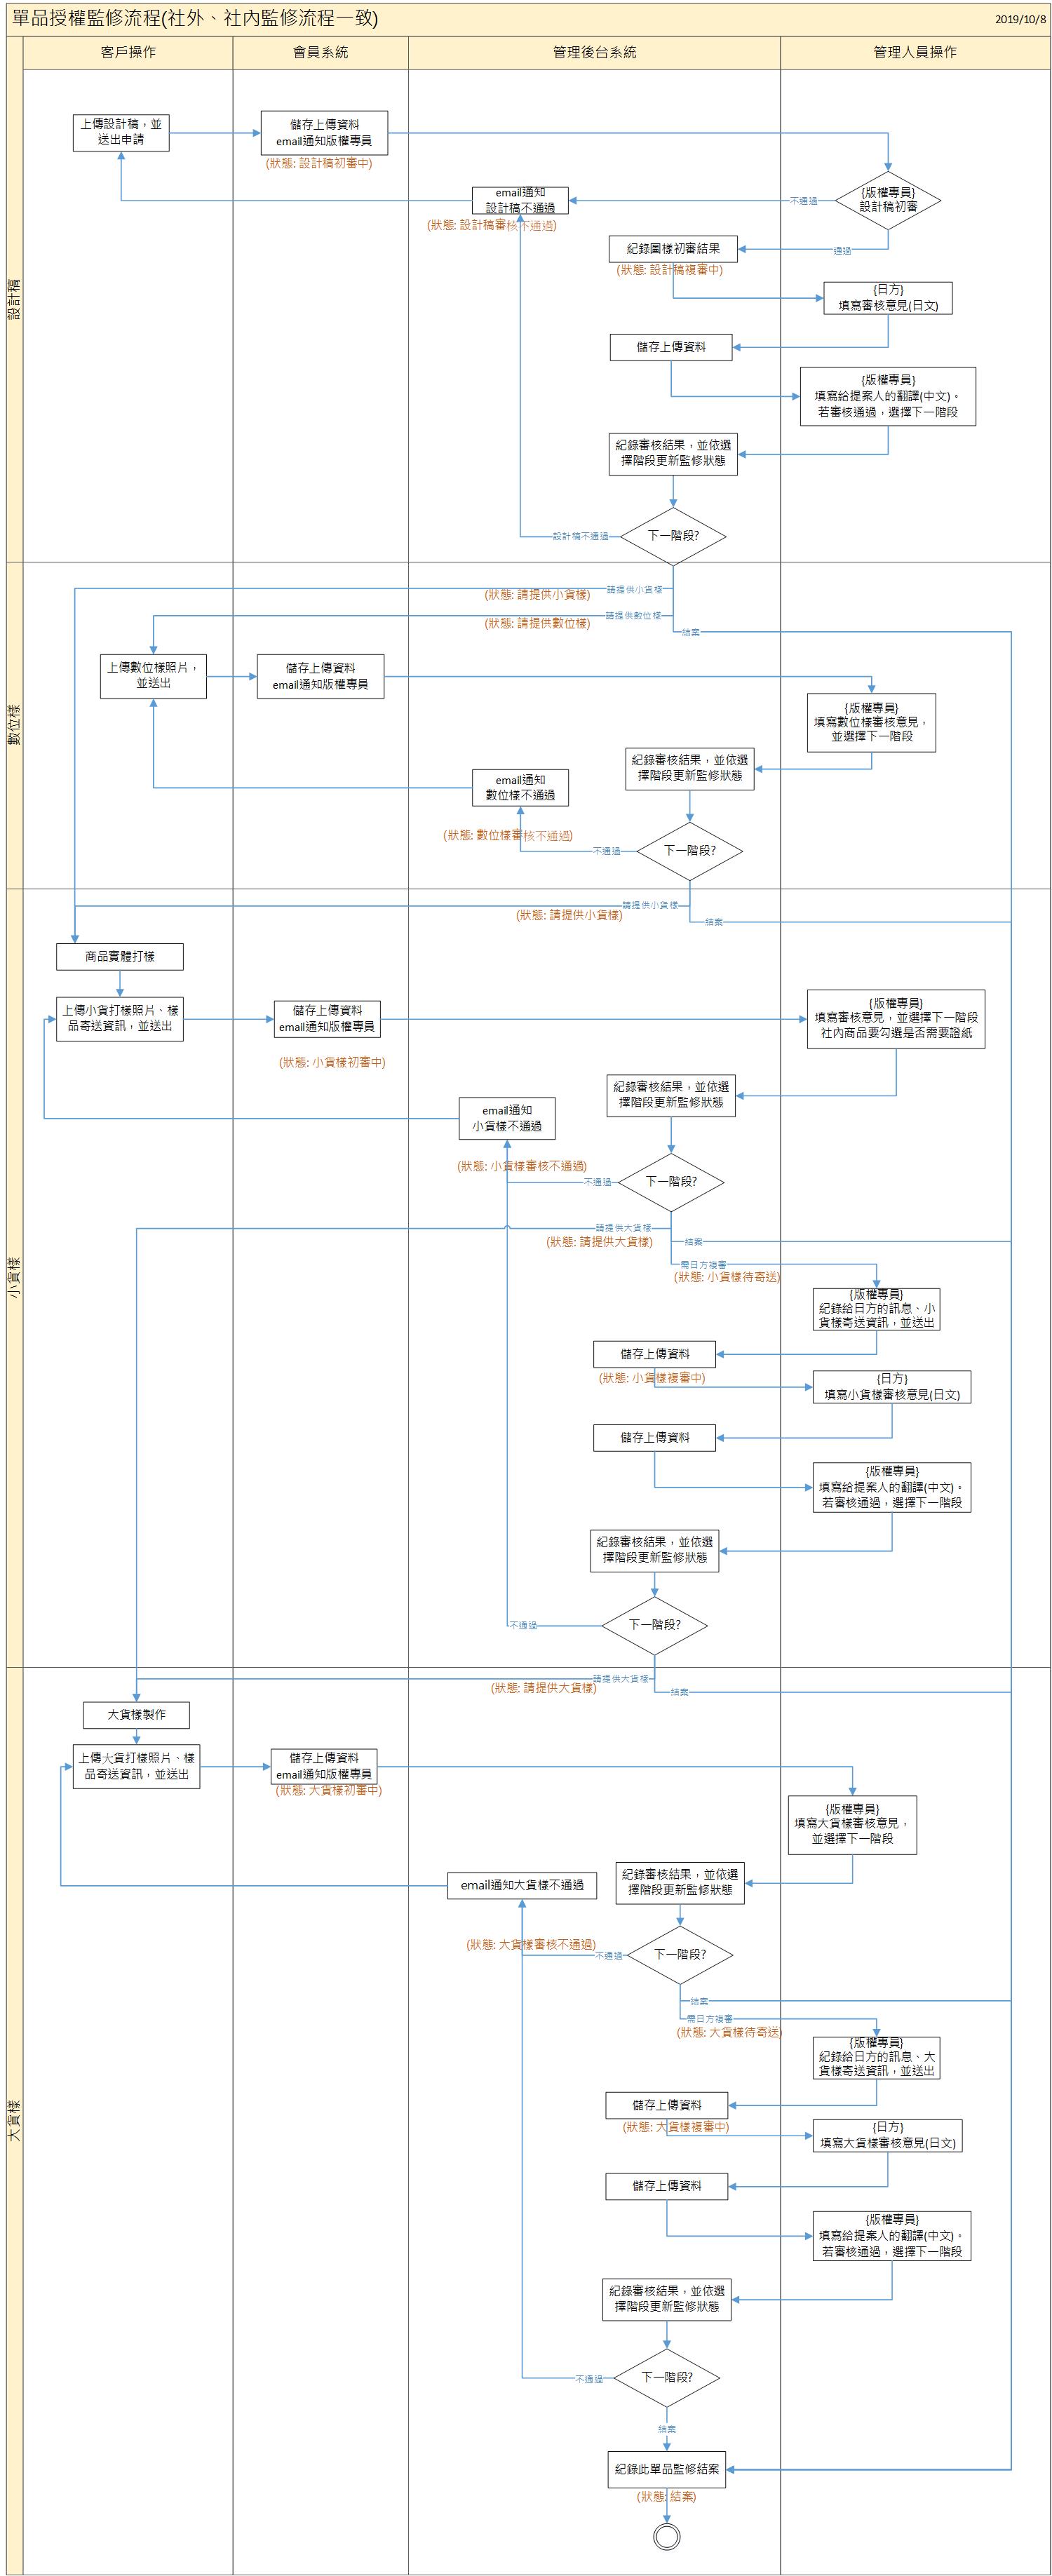 單品授權監修流程(社外、社內監修流程一致)
2019/10/8
客戶操作
會員系統
管理後台系統
管理人員操作
設計稿
上傳設計稿，並
送出申請
儲存上傳資料
email通知版權專員
(狀態: 設計稿初審中)
{版權專員}
設計稿初審
不通過
email通知
設計稿不通過
(狀態: 設計稿審核不通過)
通過
紀錄圖樣初審結果
(狀態: 設計稿複審中)
{日方}
填寫審核意見(日文)
儲存上傳資料
{版權專員}
填寫給提案人的翻譯(中文)。
若審核通過，選擇下一階段
紀錄審核結果，並依選
擇階段更新監修狀態
下一階段?
設計稿不通過
數位樣
請提供小貨樣
(狀態: 請提供小貨樣)
請提供數位樣
(狀態: 請提供數位樣)
結案
上傳數位樣照片，
並送出
儲存上傳資料
email通知版權專員
{版權專員}
填寫數位樣審核意見，
並選擇下一階段
紀錄審核結果，並依選
擇階段更新監修狀態
email通知
數位樣不通過
(狀態: 數位樣審核不通過)
不通過
下一階段?
小貨樣
請提供小貨樣
(狀態: 請提供小貨樣)
結案
商品實體打樣
上傳小貨打樣照片、樣
品寄送資訊，並送出
儲存上傳資料
email通知版權專員
(狀態: 小貨樣初審中)
{版權專員}
填寫審核意見，並選擇下一階段
社內商品要勾選是否需要證紙
紀錄審核結果，並依選
擇階段更新監修狀態
email通知
小貨樣不通過
(狀態: 小貨樣審核不通過)
不通過
下一階段?
請提供大貨樣
(狀態: 請提供大貨樣)
結案
需日方複審
(狀態: 小貨樣待寄送)
{版權專員}
紀錄給日方的訊息、小
貨樣寄送資訊，並送出
儲存上傳資料
(狀態: 小貨樣複審中)
{日方}
填寫小貨樣審核意見(日文)
儲存上傳資料
{版權專員}
填寫給提案人的翻譯(中文)。
若審核通過，選擇下一階段
紀錄審核結果，並依選
擇階段更新監修狀態
不通過
下一階段?
大貨樣
請提供大貨樣
(狀態: 請提供大貨樣)
結案
大貨樣製作
上傳大貨打樣照片、樣
品寄送資訊，並送出
儲存上傳資料
email通知版權專員
(狀態: 大貨樣初審中)
{版權專員}
填寫大貨樣審核意見，
並選擇下一階段
紀錄審核結果，並依選
擇階段更新監修狀態
email通知大貨樣不通過
(狀態: 大貨樣審核不通過)
不通過
下一階段?
結案
需日方複審
(狀態: 大貨樣待寄送)
{版權專員}
紀錄給日方的訊息、大
貨樣寄送資訊，並送出
儲存上傳資料
(狀態: 大貨樣複審中)
{日方}
填寫大貨樣審核意見(日文)
儲存上傳資料
{版權專員}
填寫給提案人的翻譯(中文)。
若審核通過，選擇下一階段
紀錄審核結果，並依選
擇階段更新監修狀態
不通過
下一階段?
結案
紀錄此單品監修結案
(狀態: 結案)